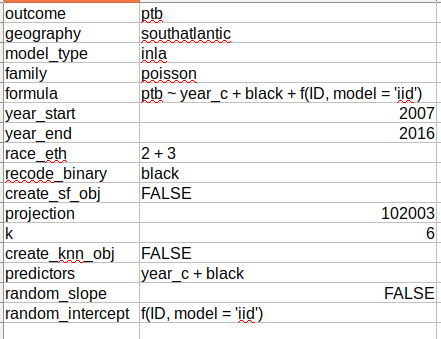 outcome ptb
geography southatlantic
model_type inla
family poisson
formula ptb ~ year_c + black + f(ID, model = 'iid')
year_start 2007
year_end 2016
race_eth 2 + 3
recode_binary black
create_sf_obj FALSE
projection 102003
k 6
create_knn_obj FALSE
predictors year_c + black
random_slope FALSE
random_intercept f(ID, model = 'iid')